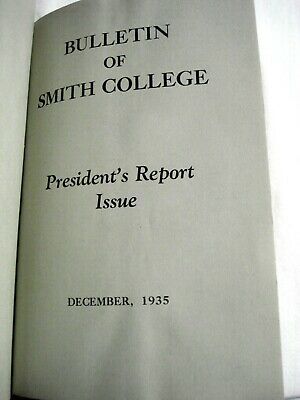 BULLETIN
OF
SMITH COLLEGE
President's Report
Issue
DECEMBER, 1935